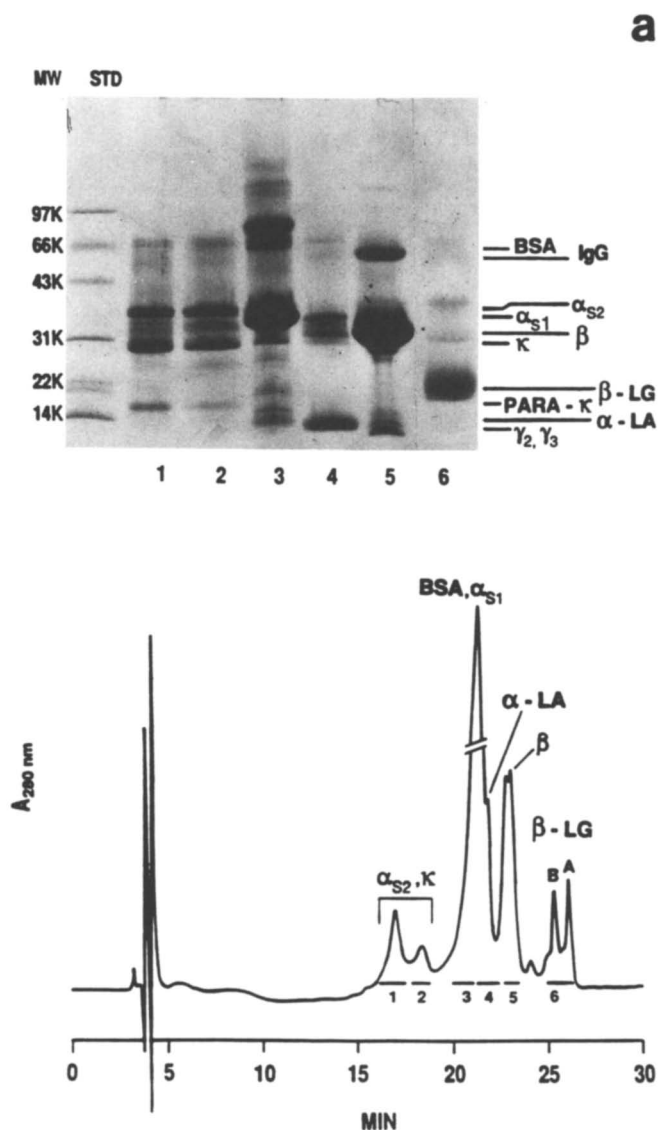 a
MW STD
97K
66K
43K
31K
22K
14K
BSA IgG
αS2
αS1
κ β
β-LG
PARA-κ
α-LA
γ2, γ3
1 2 3 4 5 6
BSA, αS1
α-LA
β
β-LG
B A
αS2, κ
A280 nm
1 2 3 4 5 6
0 5 10 15 20 25 30
MIN